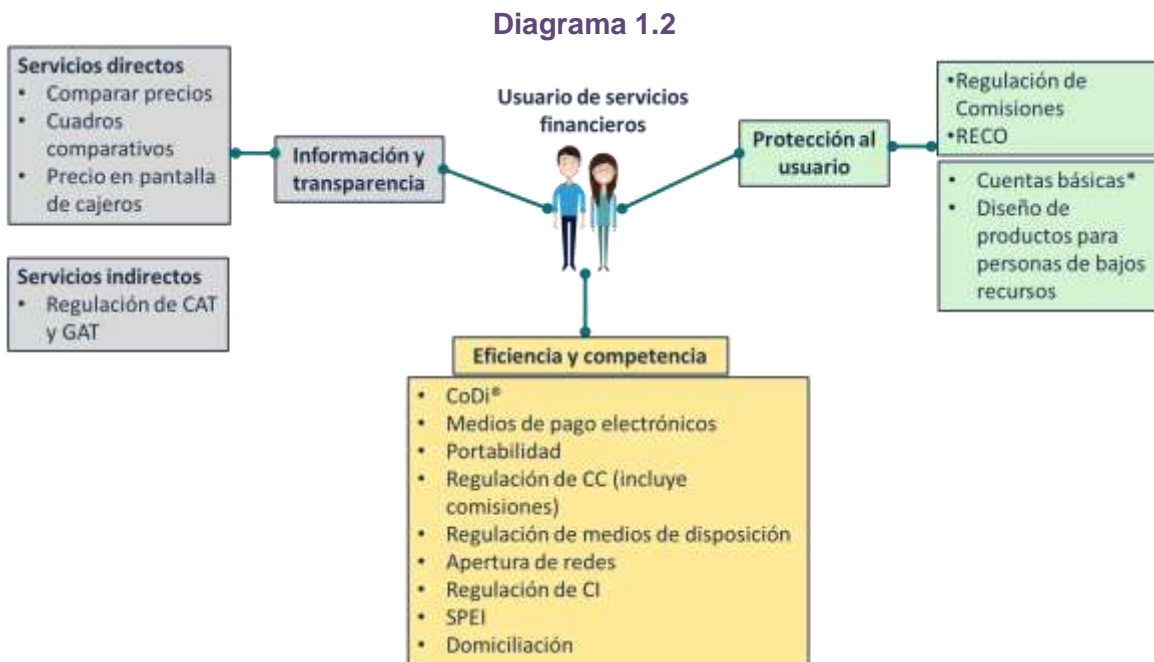 Diagrama 1.2
Servicios directos
• Comparar precios
• Cuadros
comparativos
• Precio en pantalla
de cajeros
Servicios indirectos
• Regulación de CAT
y GAT
Información y
transparencia
Usuario de servicios
financieros
Protección al
usuario
•Regulación de
Comisiones
•RECO
• Cuentas básicas*
• Diseño de
productos para
personas de bajos
recursos
Eficiencia y competencia
• CoDi®
• Medios de pago electrónicos
• Portabilidad
• Regulación de CC (incluye
comisiones)
• Regulación de medios de disposición
• Apertura de redes
• Regulación de CI
• SPEI
• Domiciliación